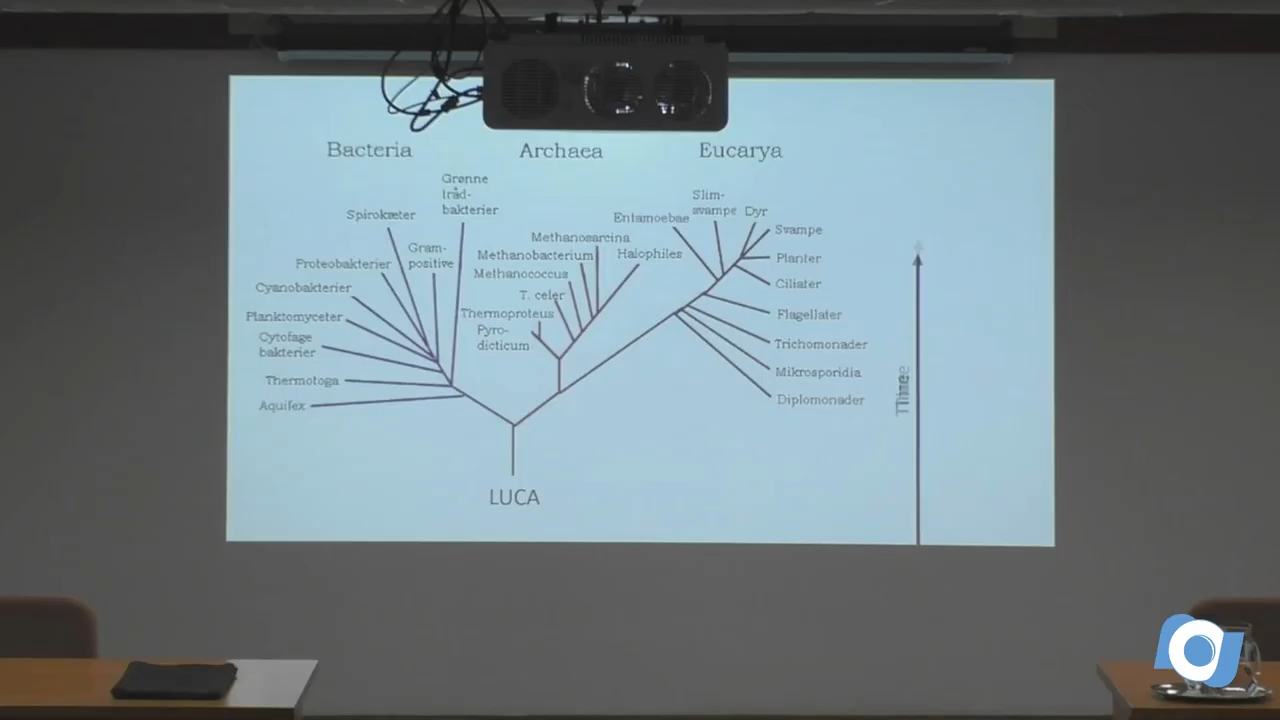 Bacteria
Archaea
Eucarya
Grønne
tråd-
bakterier
Spirokæter
Gram-
positive
Proteobakterier
Cyanobakterier
Planktomyceter
Cytofage
bakterier
Thermotoga
Aquifex
Methanosarcina
Methanobacterium
Halophiles
Methanococcus
T. celer
Thermoproteus
Pyro-
dicticum
Entamoebae
Slim-
svampe
Dyr
Svampe
Planter
Ciliater
Flagellater
Trichomonader
Mikrosporidia
Diplomonader
LUCA